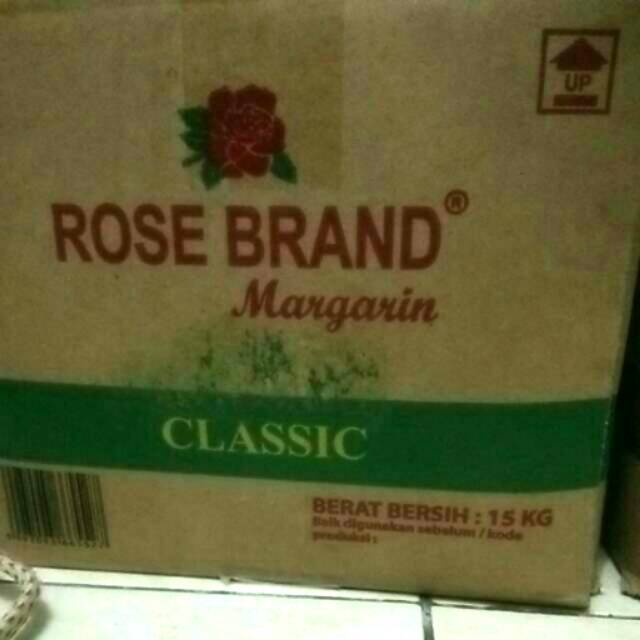 UP
ROSE BRAND®
Margarin
CLASSIC
BERAT BERSIH : 15 KG
Baik digunakan sebelum / kode
produksi :